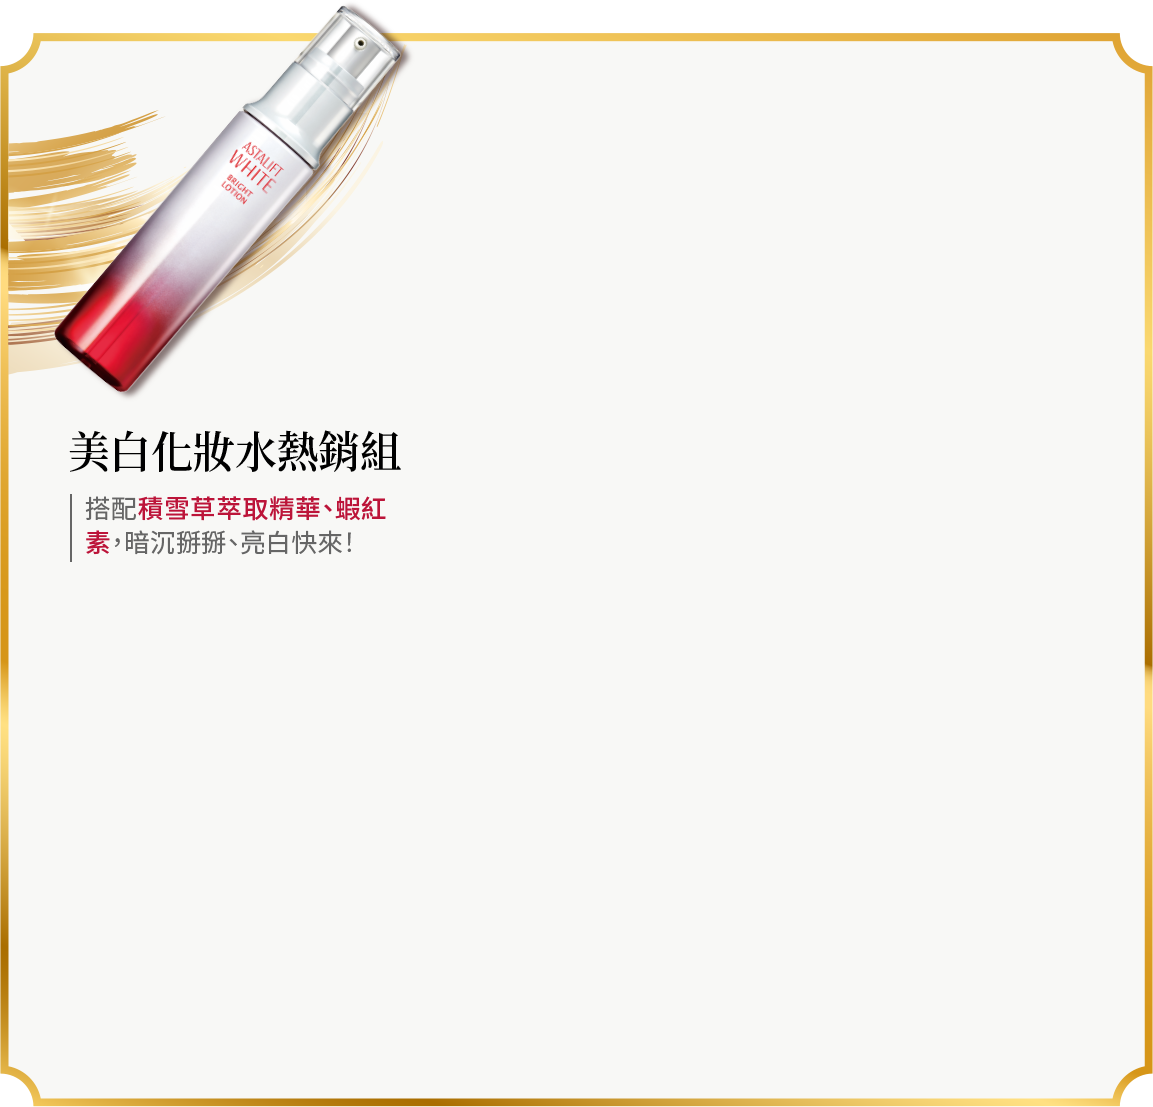 ASTALIFT
WHITE
BRIGHT
LOTION
美白化妝水熱銷組
搭配積雪草萃取精華、蝦紅
素，暗沉掰掰、亮白快來！